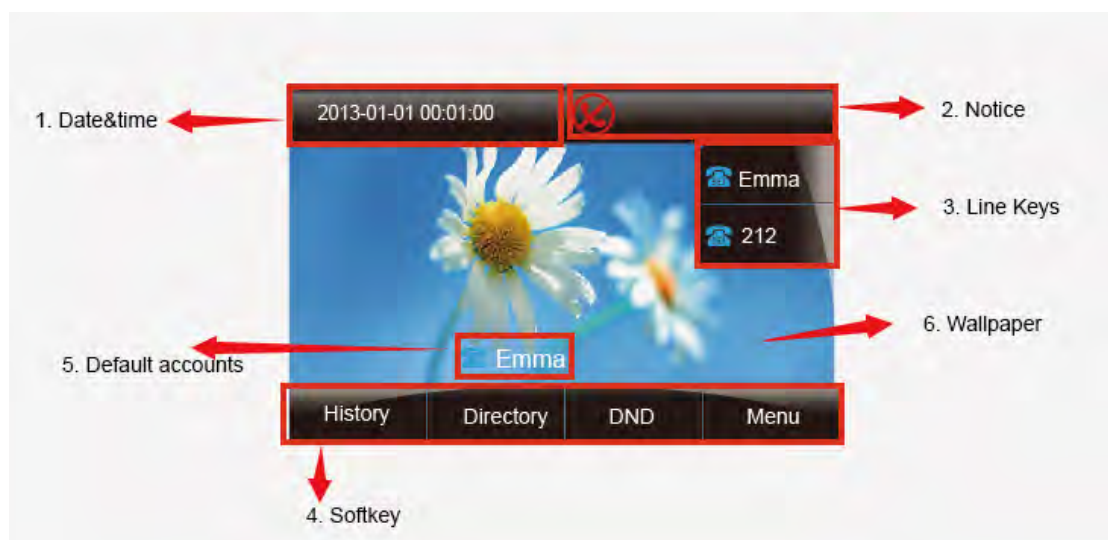 1. Date&time
2013-01-01 00:01:00
2. Notice
Emma
212
3. Line Keys
6. Wallpaper
5. Default accounts
Emma
History Directory DND Menu
4. Softkey